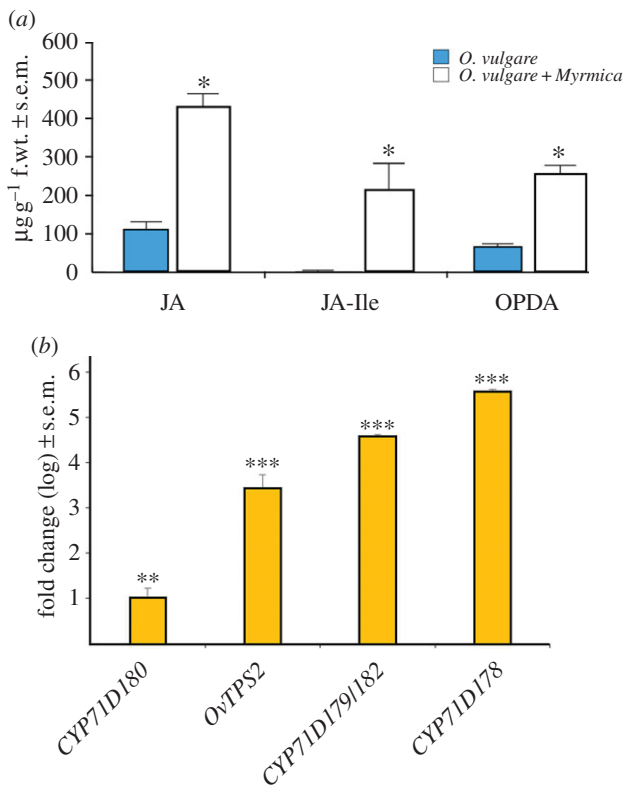 (a)
µg g⁻¹ f.wt. ± s.e.m.
600
500
400
300
200
100
0
O. vulgare
O. vulgare + Myrmica
*
*
*
JA
JA-Ile
OPDA
(b)
fold change (log) ± s.e.m.
6
5
4
3
2
1
**
***
***
***
CYP71D180
OvTPS2
CYP71D179/182
CYP71D178